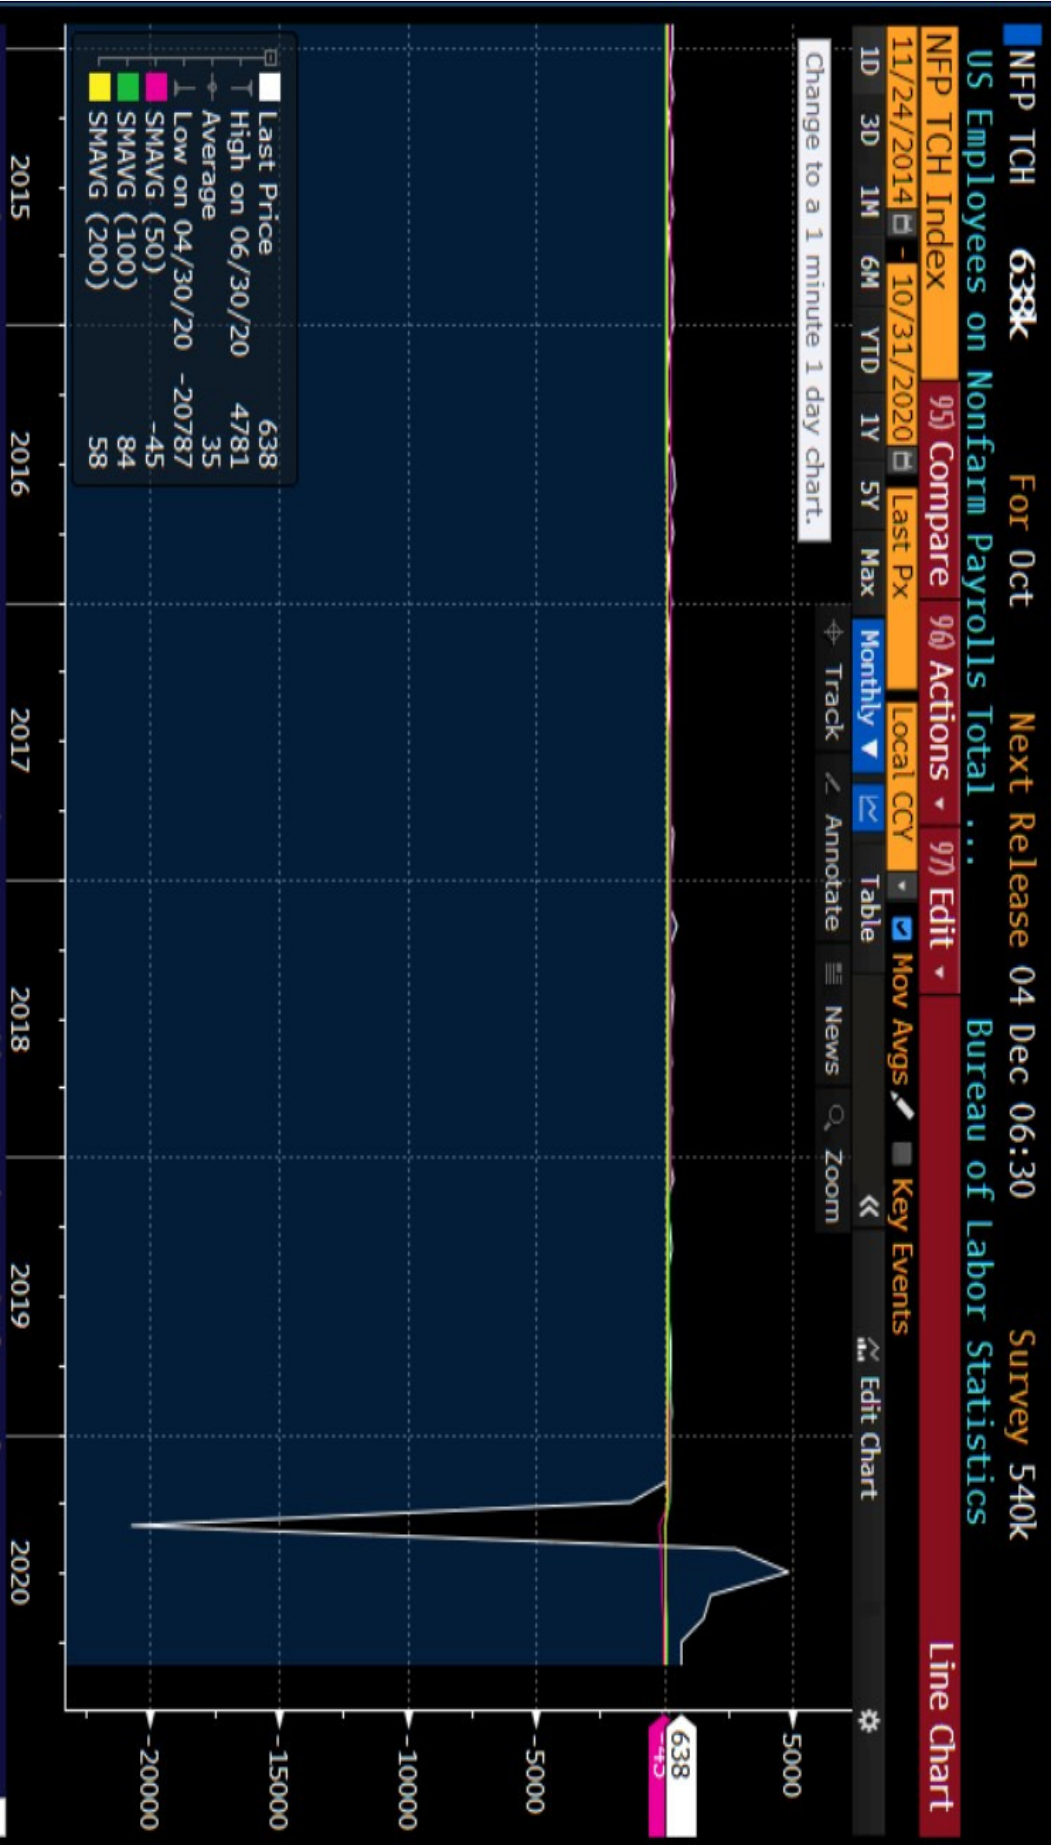 NFP TCH 638k For Oct Next Release 04 Dec 06:30 Survey 540k
US Employees on Nonfarm Payrolls Total ... Bureau of Labor Statistics
NFP TCH Index 95) Compare 96) Actions 97) Edit Line Chart
11/24/2014 - 10/31/2020 Last Px Local CCY Mov Avgs Key Events
1D 3D 1M 6M YTD 1Y 5Y Max Monthly ▼ Table « Edit Chart
Track Annotate News Zoom
Change to a 1 minute 1 day chart.
Last Price 638
High on 06/30/20 4781
Average 35
Low on 04/30/20 -20787
SMAVG (50) -45
SMAVG (100) 84
SMAVG (200) 58
5000
638
-45
-5000
-10000
-15000
-20000
2015 2016 2017 2018 2019 2020